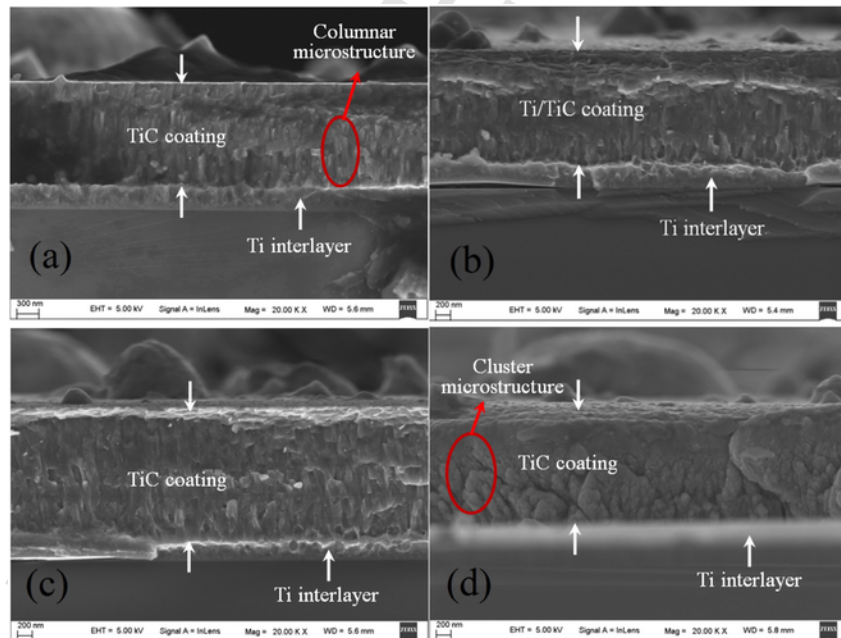 Columnar
microstructure
TiC coating
Ti interlayer
(a)
300 nm
EHT = 5.00 kV Signal A = InLens Mag = 20.00 K X WD = 5.6 mm ZEISS
Ti/TiC coating
Ti interlayer
(b)
200 nm
EHT = 5.00 kV Signal A = InLens Mag = 20.00 K X WD = 5.4 mm ZEISS
TiC coating
Ti interlayer
(c)
200 nm
EHT = 5.00 kV Signal A = InLens Mag = 20.00 K X WD = 5.6 mm ZEISS
Cluster
microstructure
TiC coating
Ti interlayer
(d)
200 nm
EHT = 5.00 kV Signal A = InLens Mag = 20.00 K X WD = 5.8 mm ZEISS